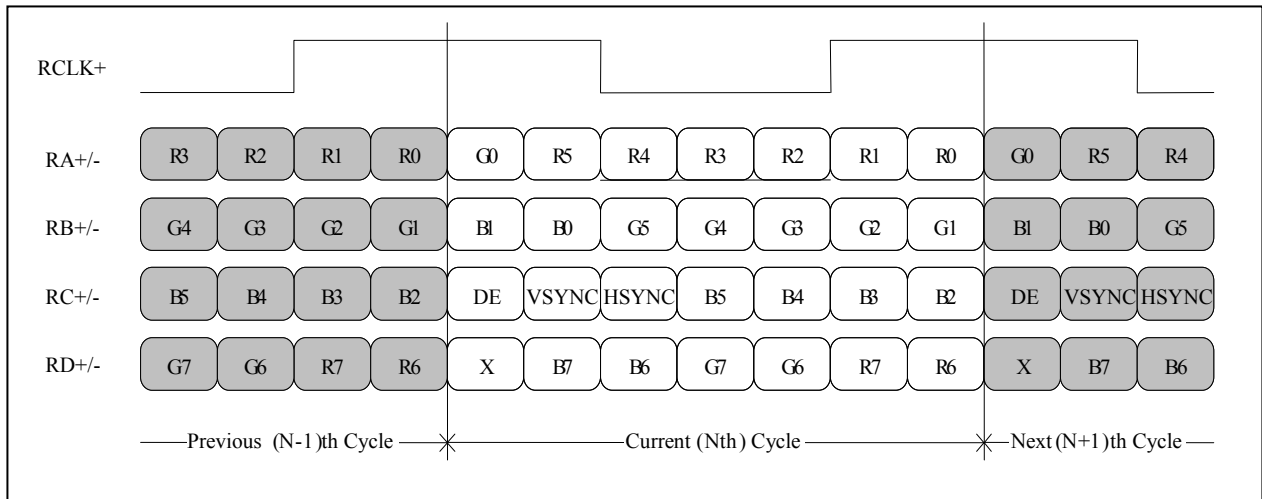 RCLK+
RA+/- R3 R2 R1 R0 G0 R5 R4 R3 R2 R1 R0 G0 R5 R4
RB+/- G4 G3 G2 G1 B1 B0 G5 G4 G3 G2 G1 B1 B0 G5
RC+/- B5 B4 B3 B2 DE VSYNC HSYNC B5 B4 B3 B2 DE VSYNC HSYNC
RD+/- G7 G6 R7 R6 X B7 B6 G7 G6 R7 R6 X B7 B6
Previous (N-1)th Cycle Current (Nth) Cycle Next (N+1)th Cycle